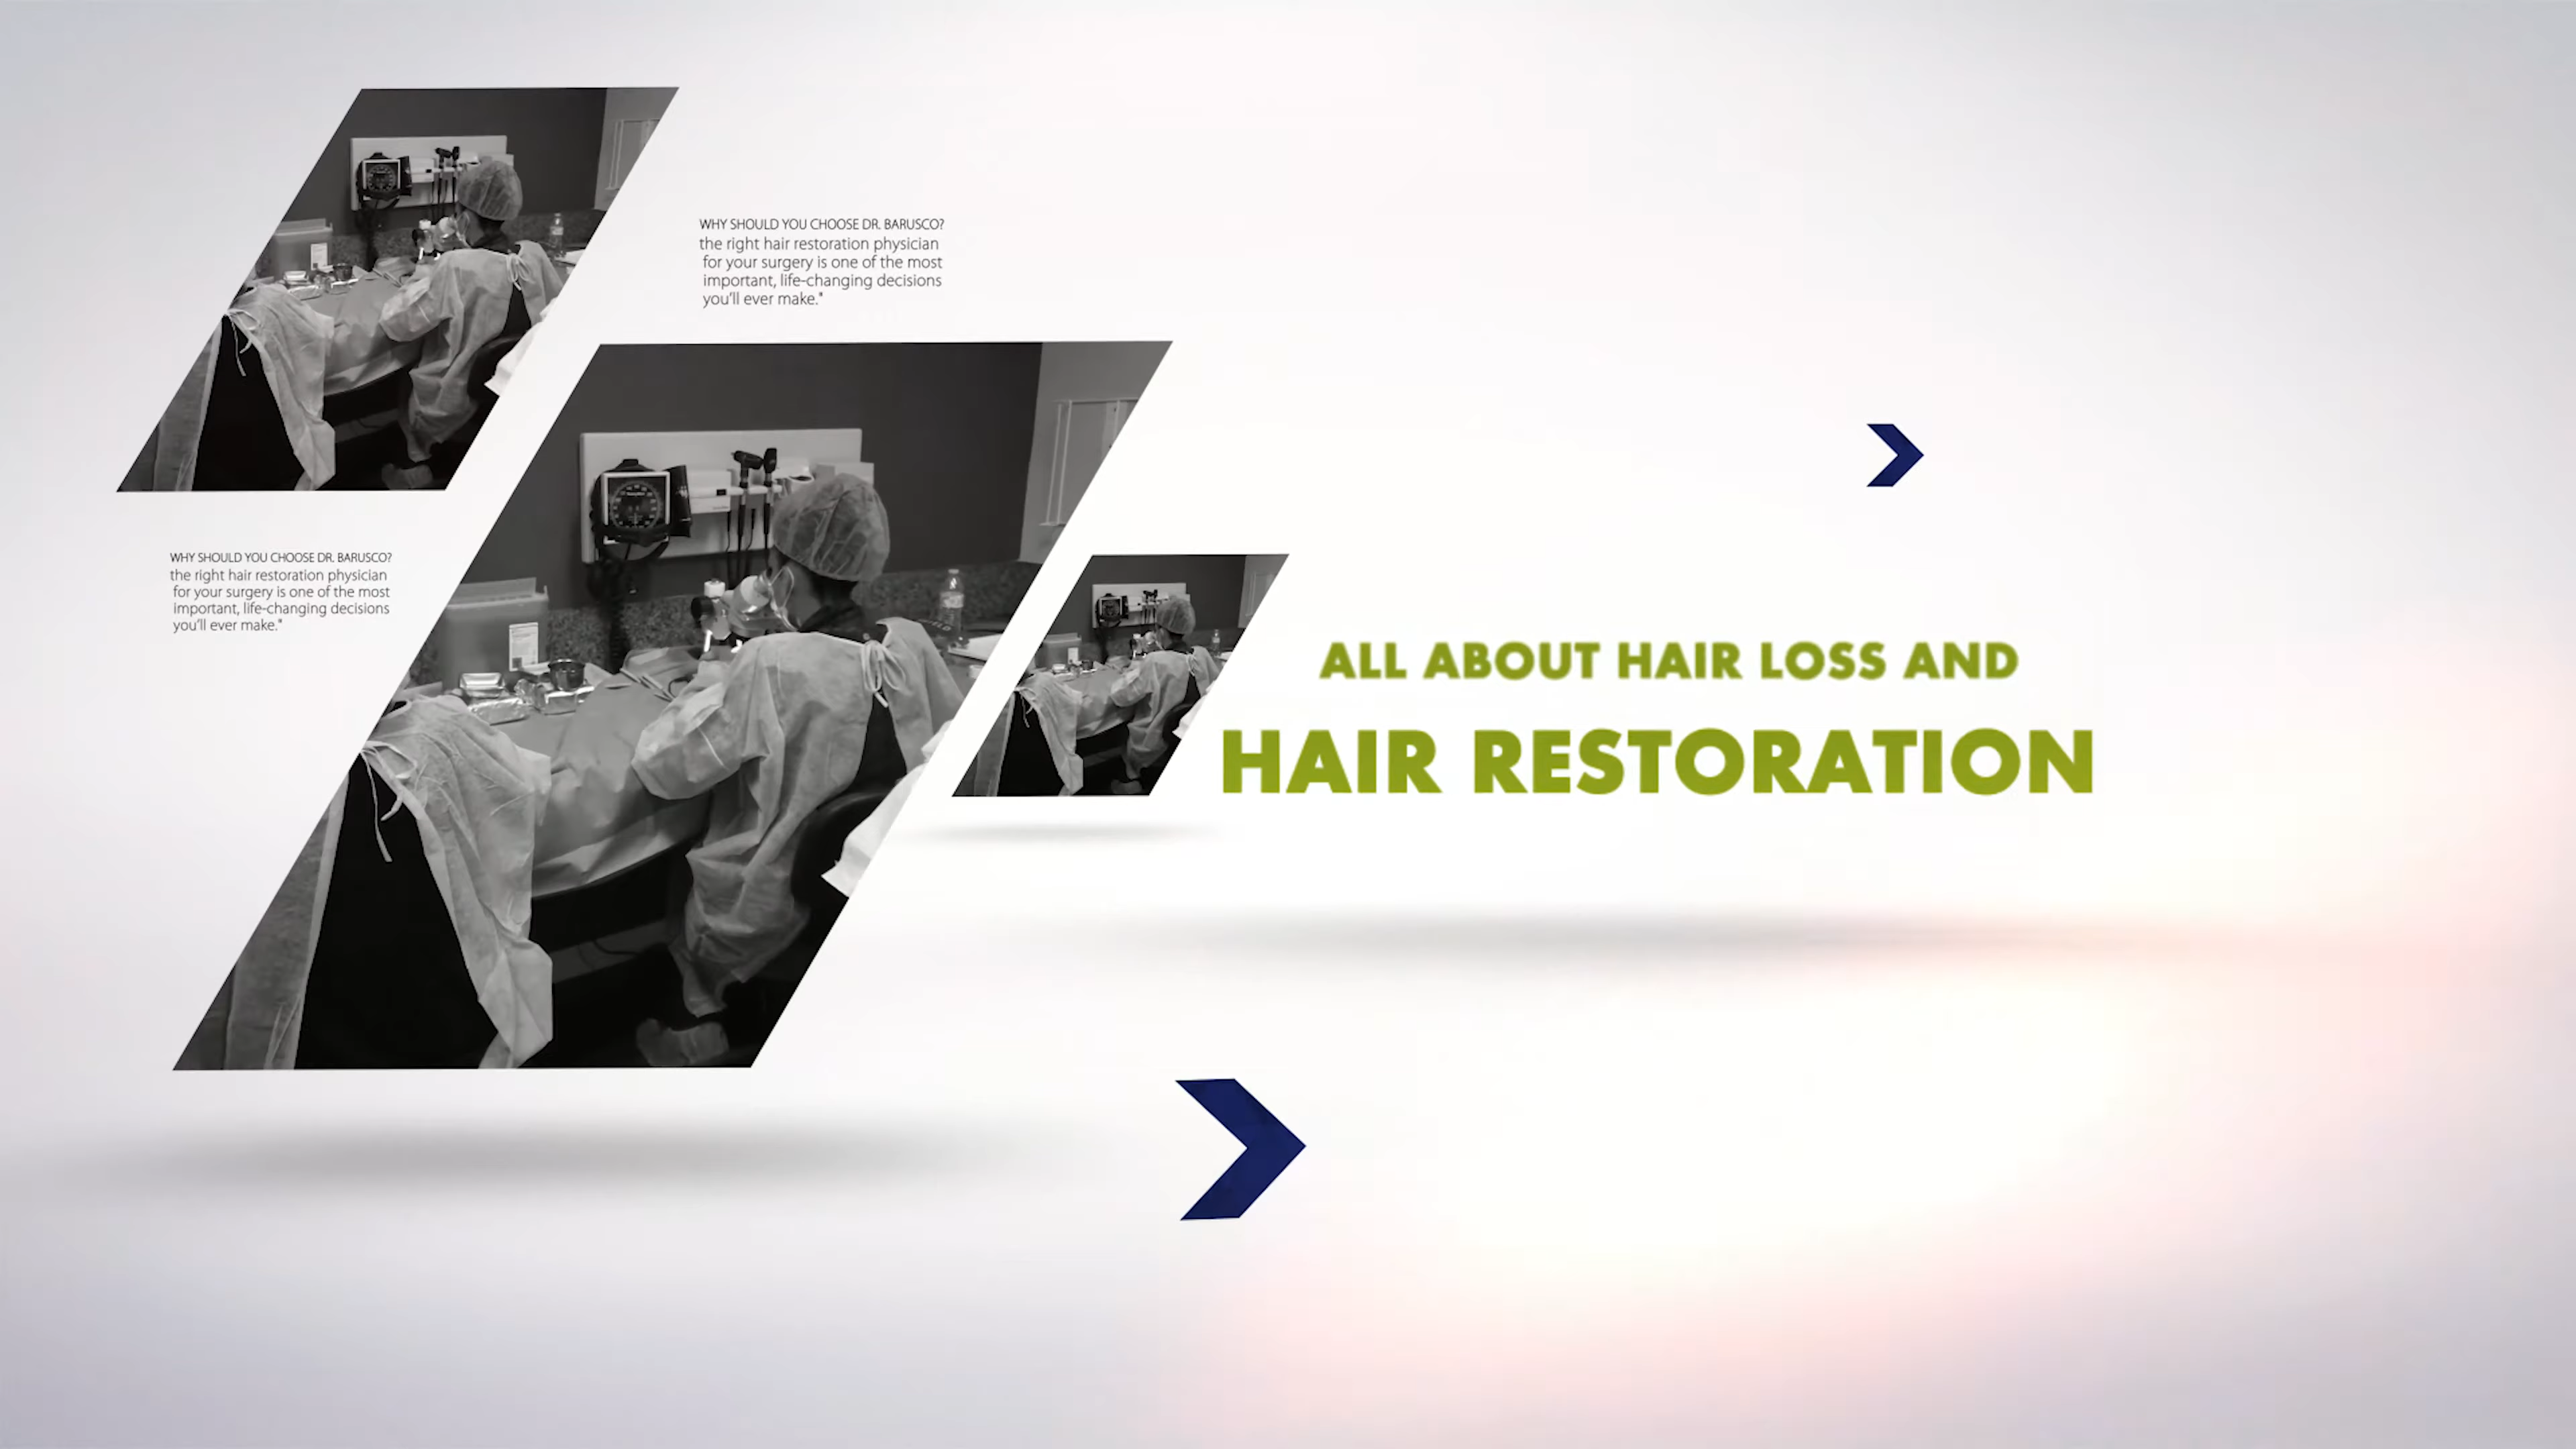 WHY SHOULD YOU CHOOSE DR. BARUSCO?
the right hair restoration physician
for your surgery is one of the most
important, life-changing decisions
you'll ever make."
WHY SHOULD YOU CHOOSE DR. BARUSCO?
the right hair restoration physician
for your surgery is one of the most
important, life-changing decisions
you'll ever make."
ALL ABOUT HAIR LOSS AND
HAIR RESTORATION